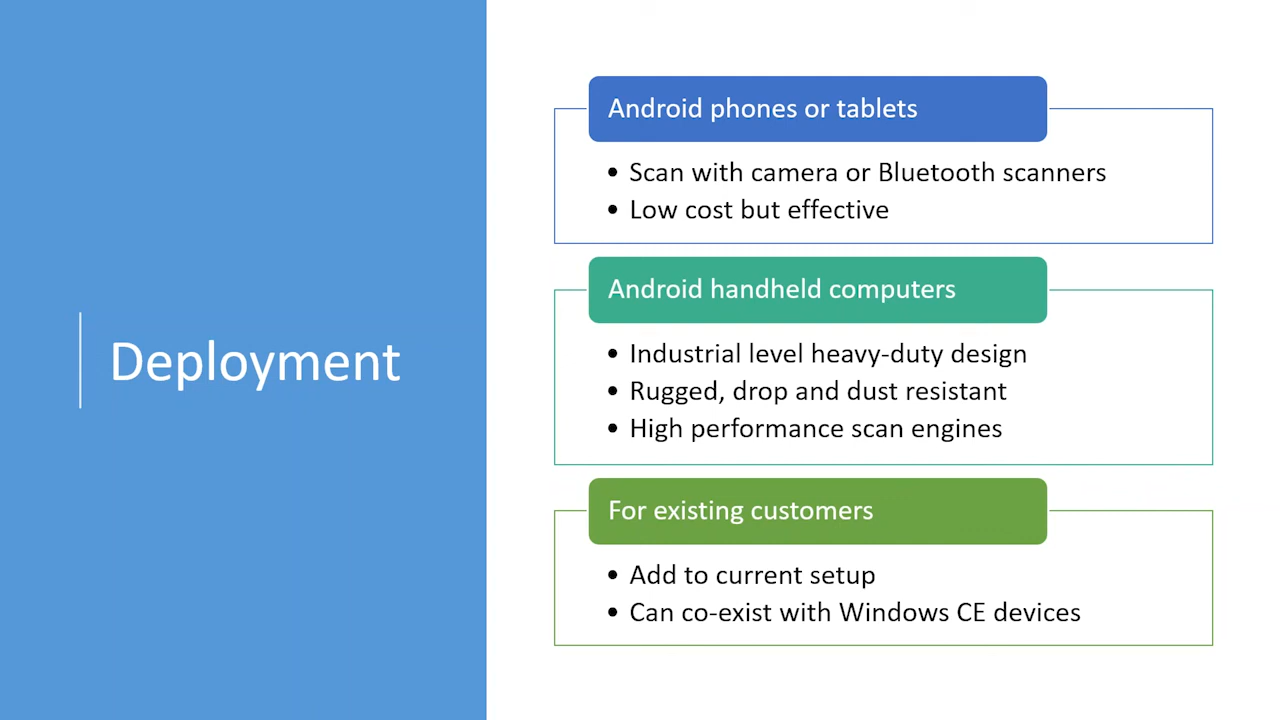 Deployment
Android phones or tablets
• Scan with camera or Bluetooth scanners
• Low cost but effective
Android handheld computers
• Industrial level heavy-duty design
• Rugged, drop and dust resistant
• High performance scan engines
For existing customers
• Add to current setup
• Can co-exist with Windows CE devices